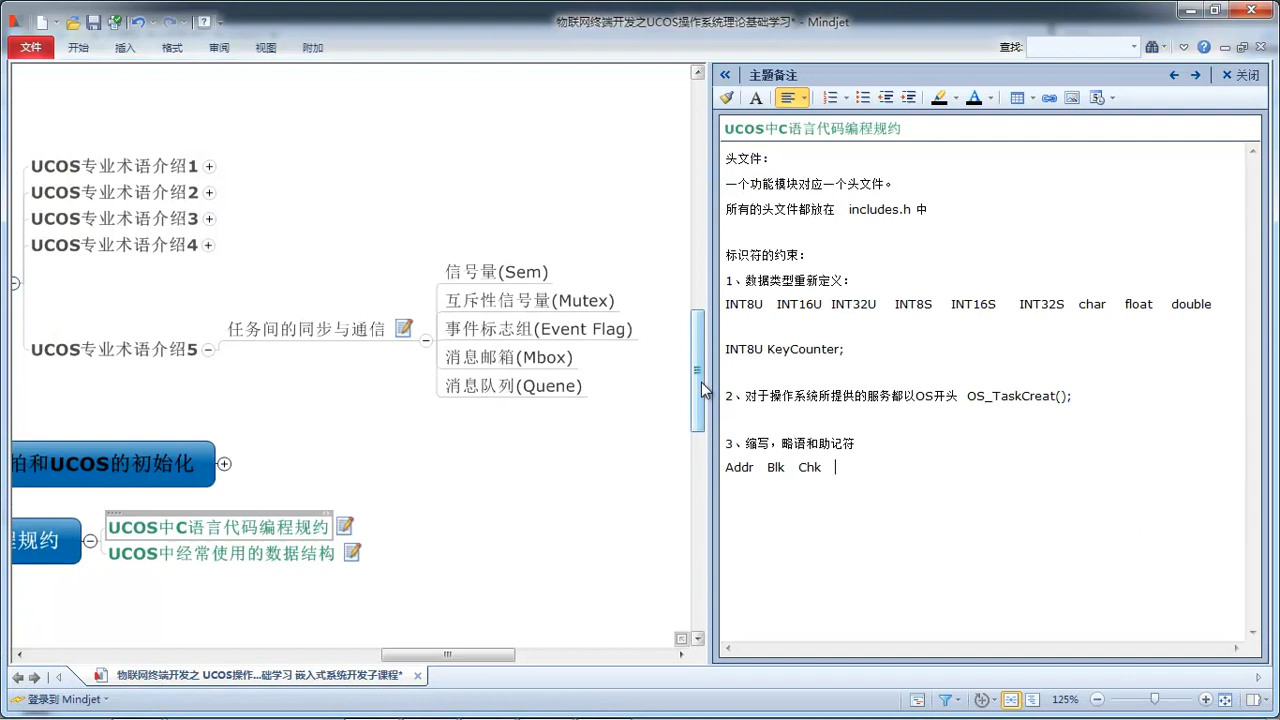 物联网终端开发之UCOS操作系统理论基础学习* - Mindjet
文件 开始 插入 格式 审阅 视图 附加
查找:
UCOS专业术语介绍1
UCOS专业术语介绍2
UCOS专业术语介绍3
UCOS专业术语介绍4
UCOS专业术语介绍5
任务间的同步与通信
信号量(Sem)
互斥性信号量(Mutex)
事件标志组(Event Flag)
消息邮箱(Mbox)
消息队列(Quene)
拍和UCOS的初始化
程规约
UCOS中C语言代码编程规约
UCOS中经常使用的数据结构
主题备注
关闭
UCOS中C语言代码编程规约
头文件：
一个功能模块对应一个头文件。
所有的头文件都放在 includes.h 中
标识符的约束：
1、数据类型重新定义：
INT8U INT16U INT32U INT8S INT16S INT32S char float double
INT8U KeyCounter;
2、对于操作系统所提供的服务都以OS开头 OS_TaskCreat();
3、缩写，略语和助记符
Addr Blk Chk
物联网终端开发之 UCOS操作...础学习 嵌入式系统开发子课程*
登录到 Mindjet
125%